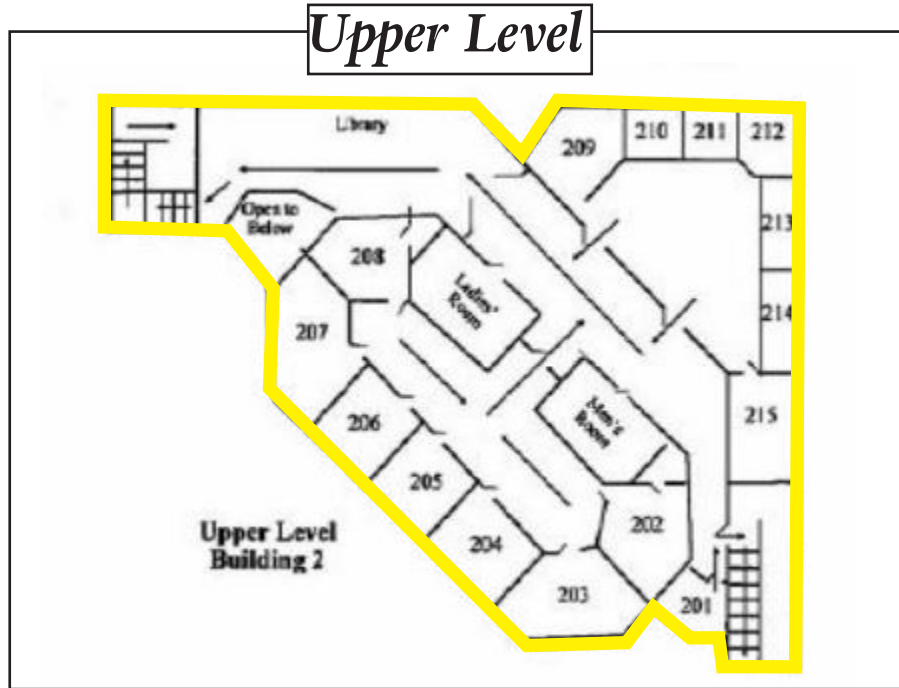 Upper Level
Library
209
210
211
212
Open to
Below
208
213
Ladies'
Room
214
207
215
206
Men's
Room
205
202
Upper Level
Building 2
204
203
201